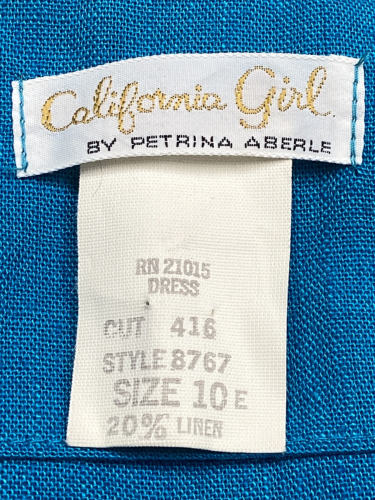 California Girl
BY PETRINA ABERLE
RN 21015
DRESS
CUT 416
STYLE 8767
SIZE 10 E
20% LINEN